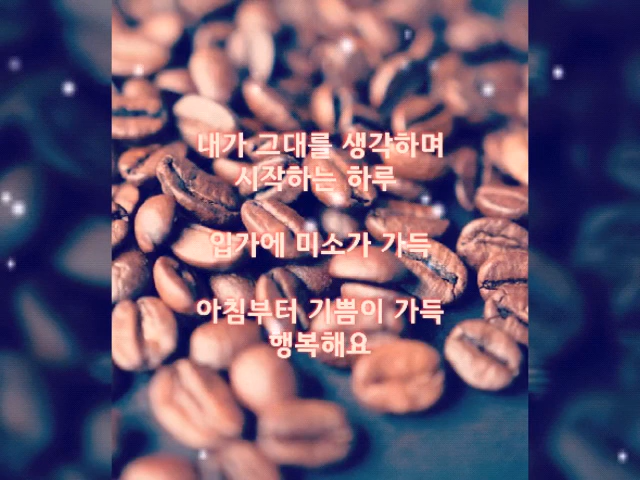 내가 그대를 생각하며
시작하는 하루
입가에 미소가 가득
아침부터 기쁨이 가득
행복해요